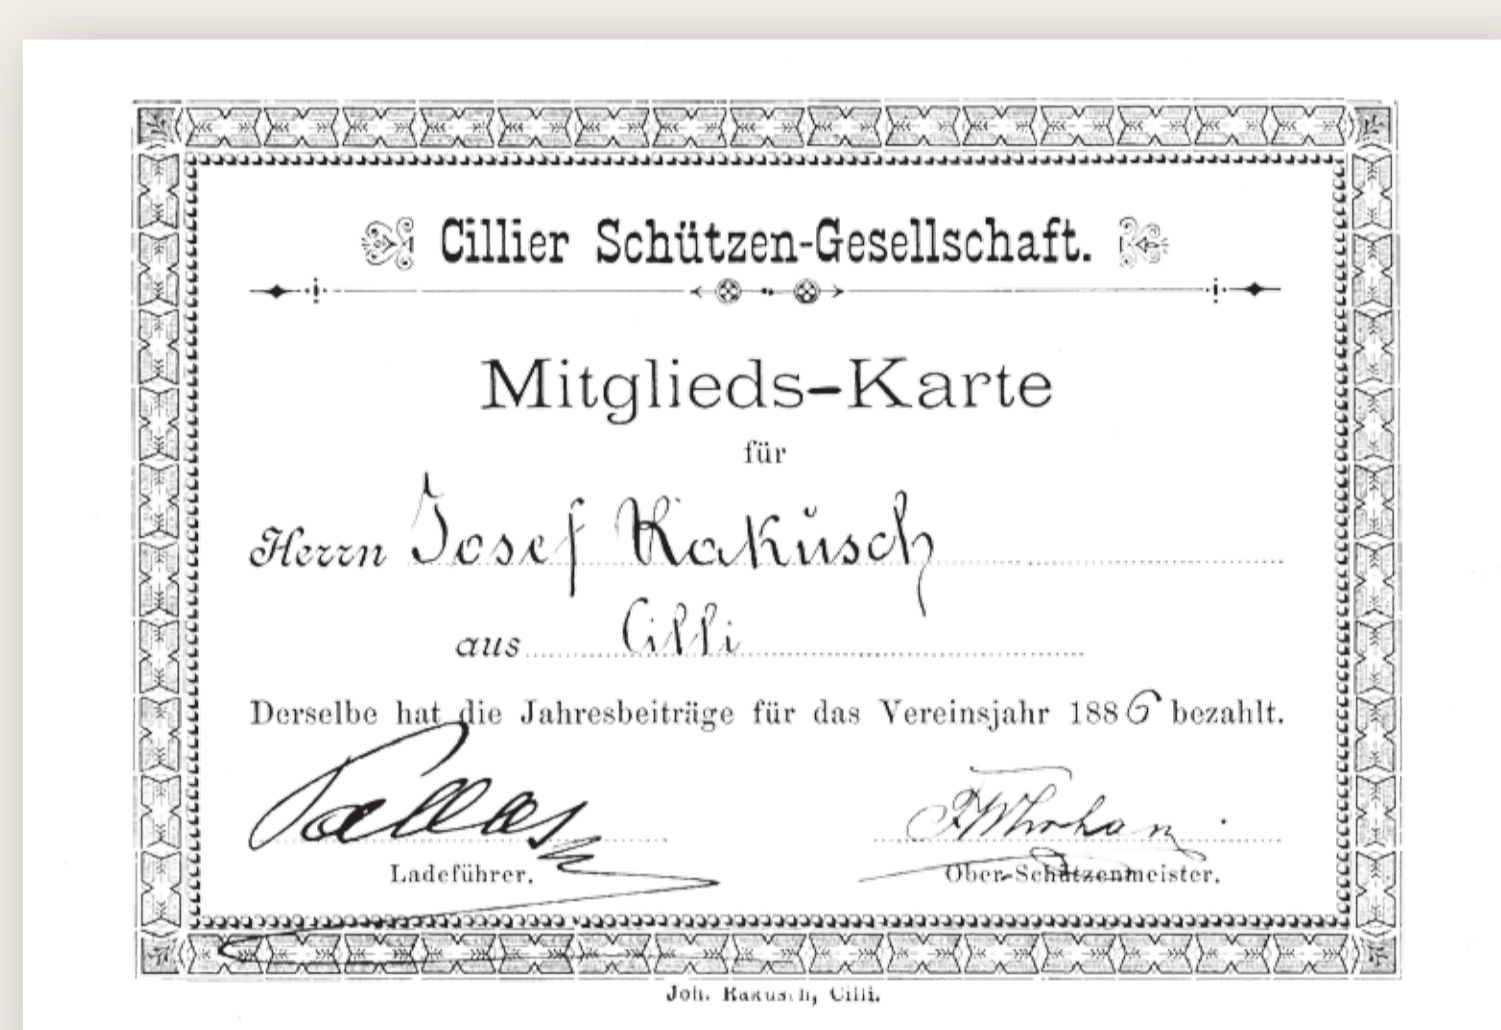 Cillier Schützen-Gesellschaft.
Mitglieds-Karte
für
Herrn Josef Rakusch
aus Cilli
Derselbe hat die Jahresbeiträge für das Vereinsjahr 1886 bezahlt.
Pallos
Ladeführer.
Ober-Schützenmeister.
Joh. Rakusch, Cilli.